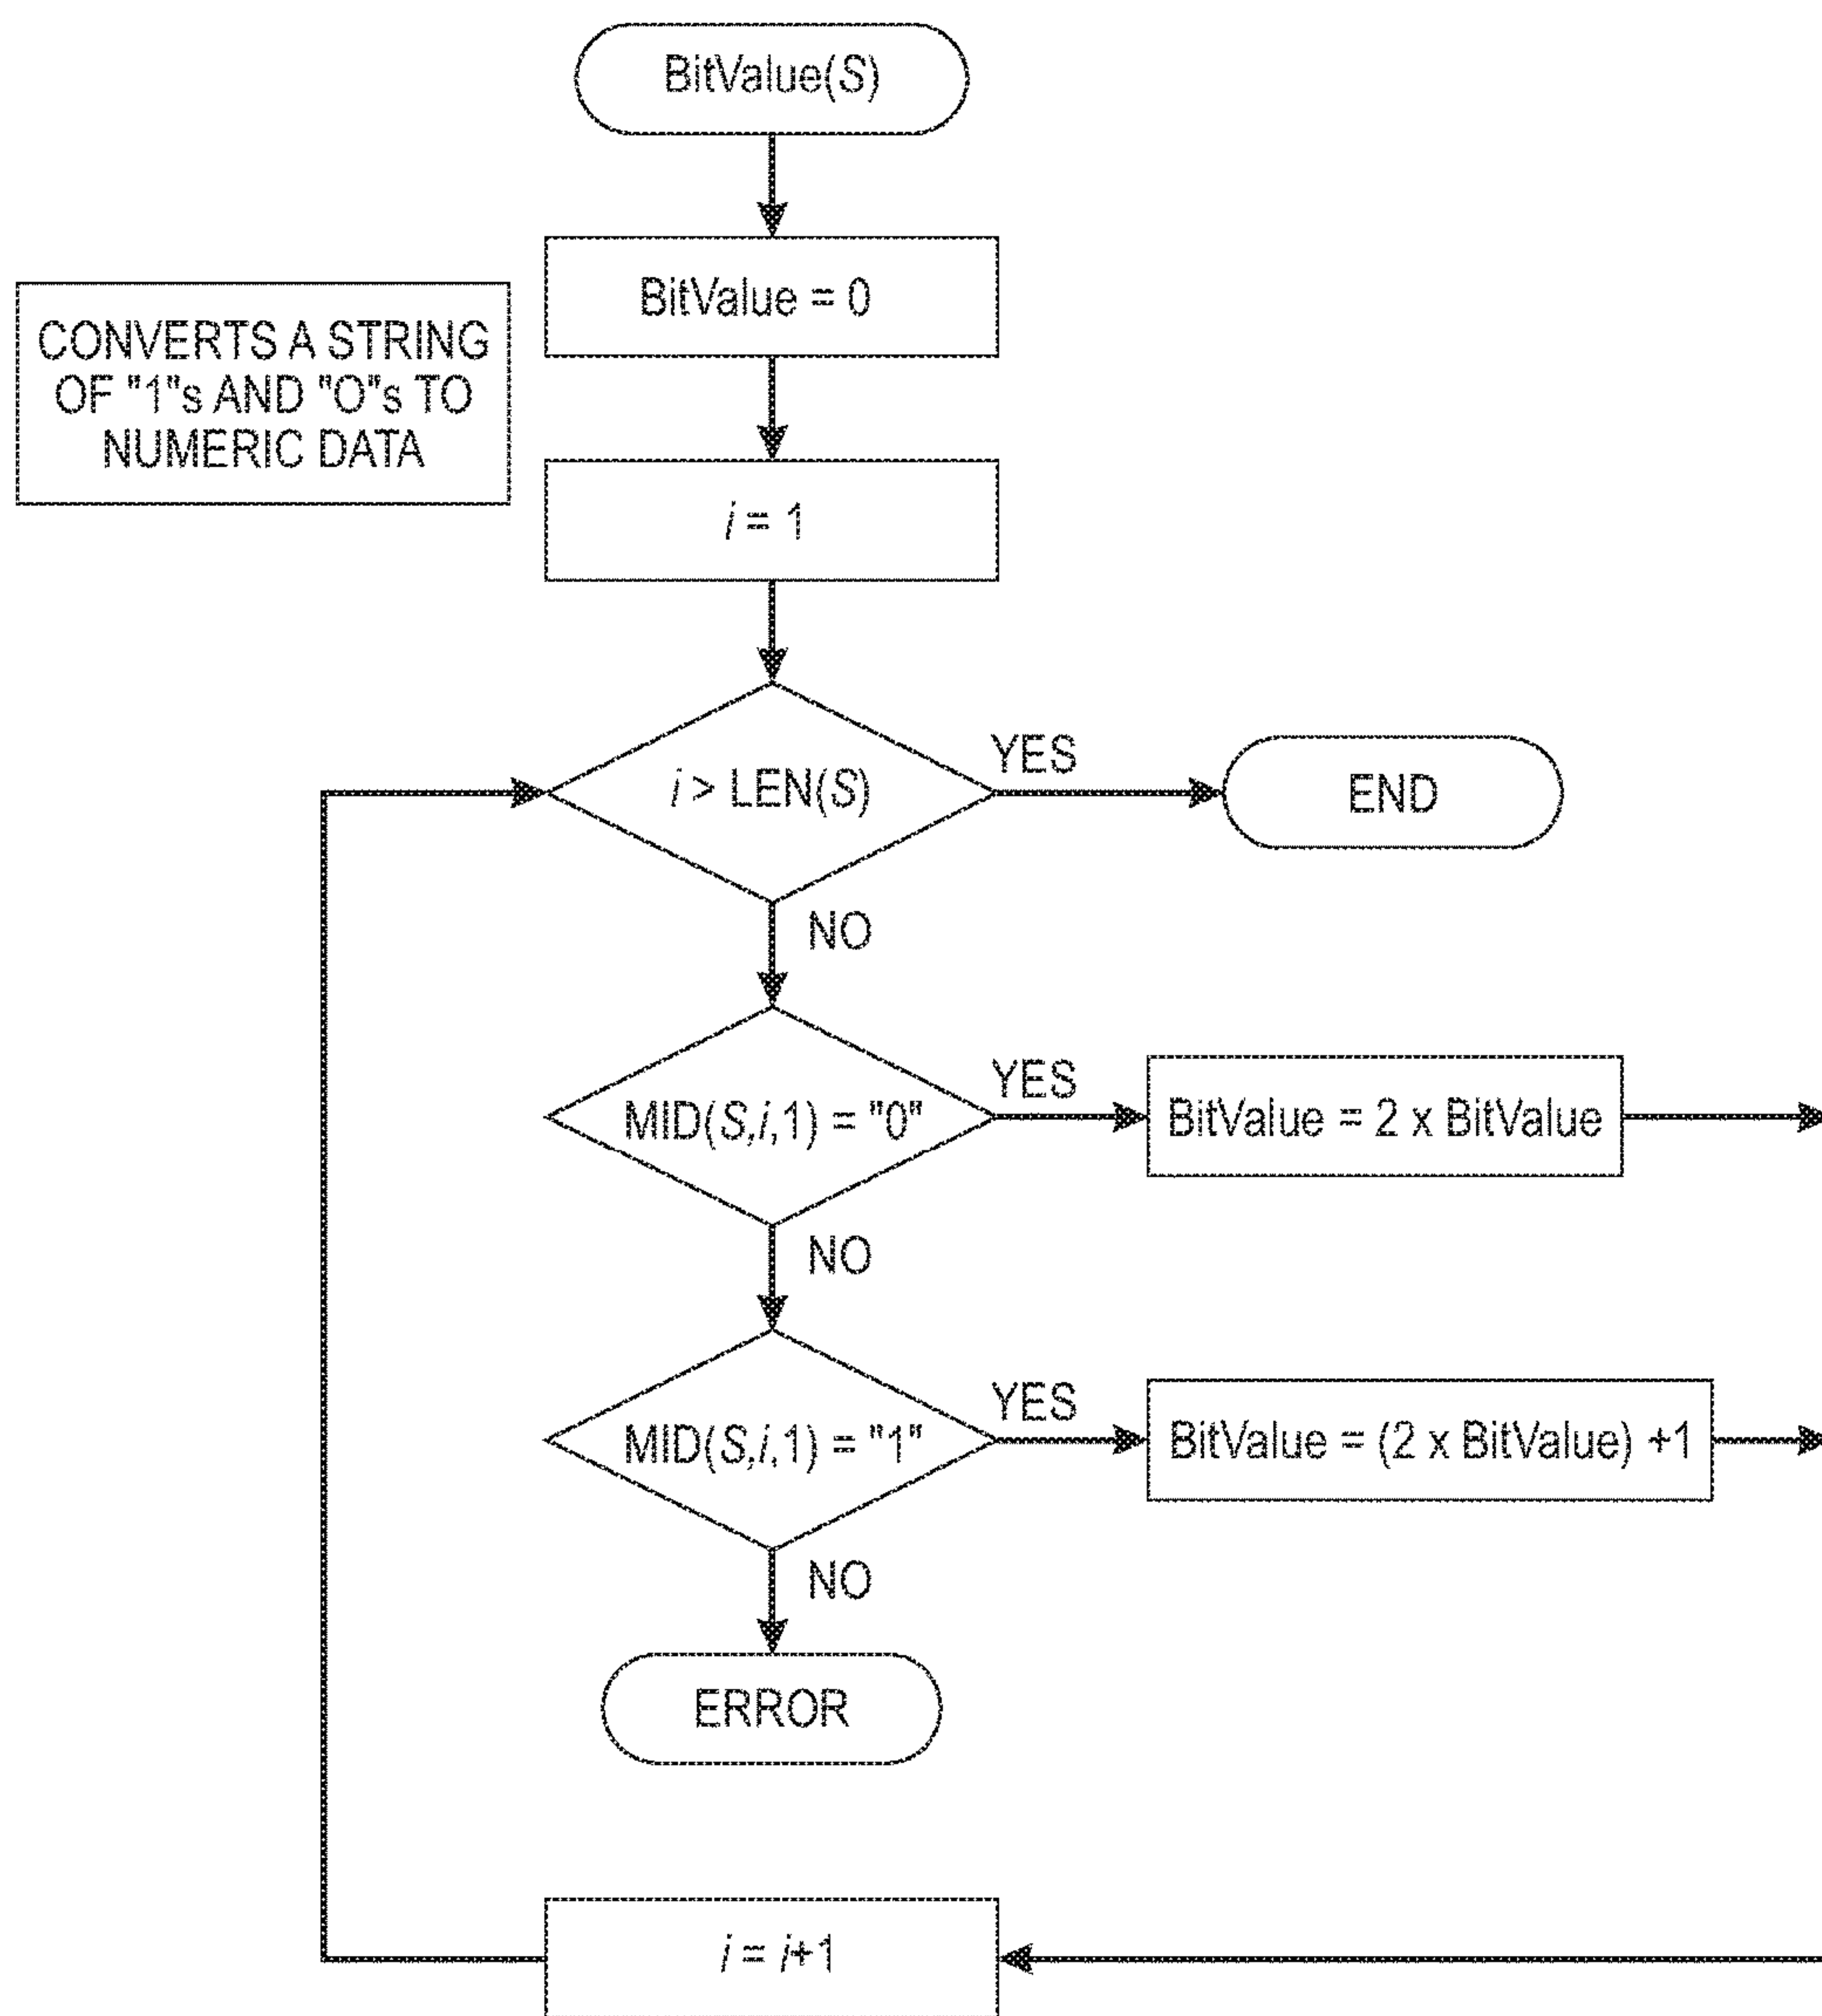 BitValue(S)
BitValue = 0
CONVERTS A STRING
OF "1"s AND "O"s TO
NUMERIC DATA
i = 1
i > LEN(S)
YES
END
NO
MID(S,i,1) = "0"
YES
BitValue = 2 x BitValue
NO
MID(S,i,1) = "1"
YES
BitValue = (2 x BitValue) +1
NO
ERROR
i = i+1